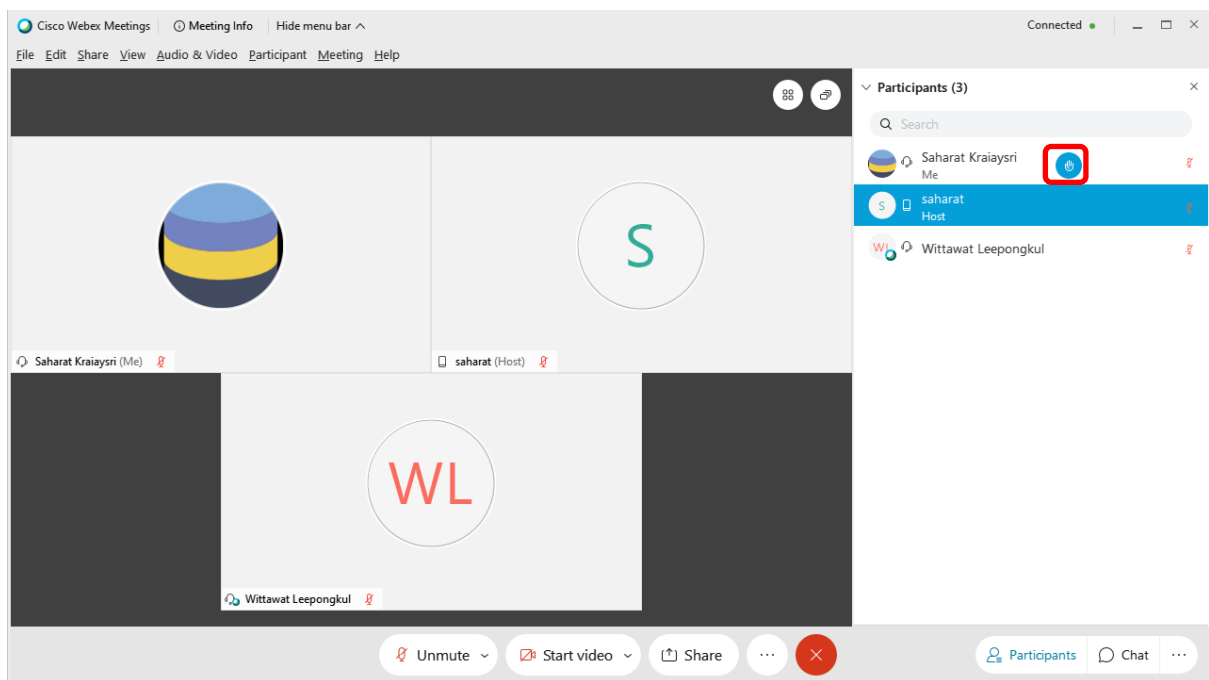 Cisco Webex Meetings Meeting Info Hide menu bar Connected
File Edit Share View Audio & Video Participant Meeting Help
Participants (3)
Search
Saharat Kraiaysri
Me
S saharat
Host
WL Wittawat Leepongkul
S
Saharat Kraiaysri (Me)
saharat (Host)
WL
Wittawat Leepongkul
Unmute Start video Share ... Participants Chat ...